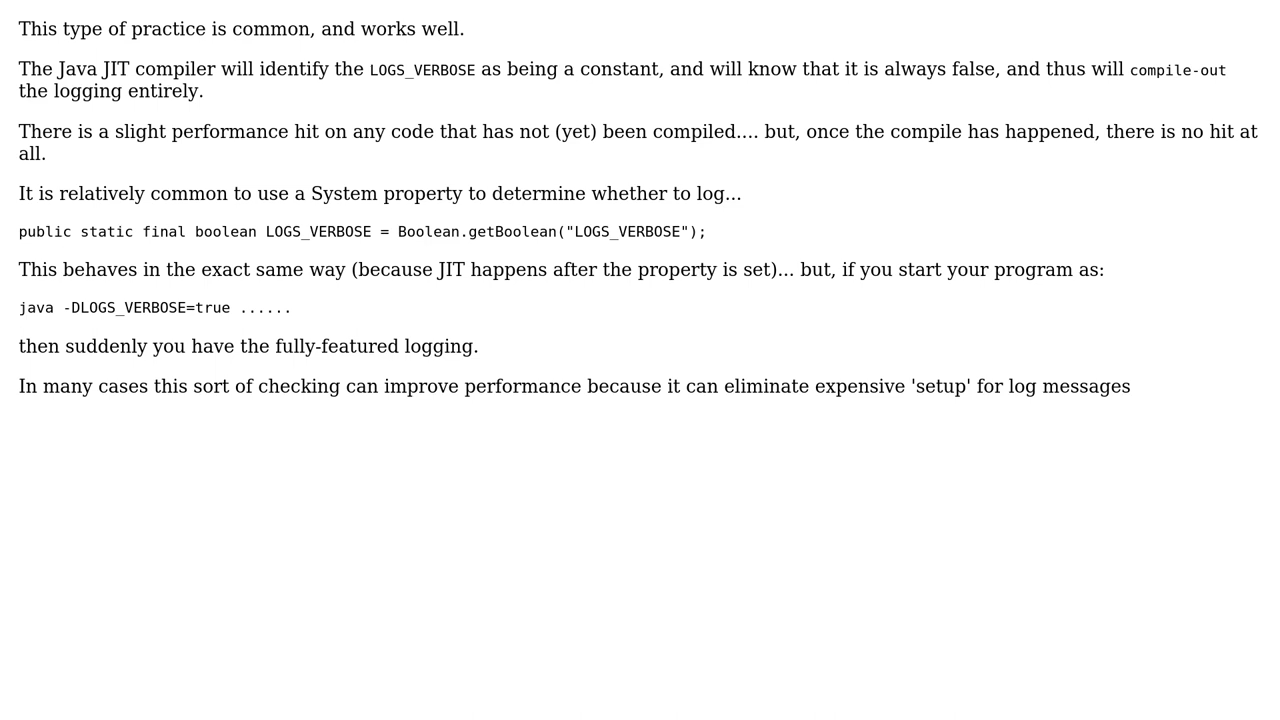 This type of practice is common, and works well.
The Java JIT compiler will identify the LOGS_VERBOSE as being a constant, and will know that it is always false, and thus will compile-out
the logging entirely.
There is a slight performance hit on any code that has not (yet) been compiled.... but, once the compile has happened, there is no hit at
all.
It is relatively common to use a System property to determine whether to log...
public static final boolean LOGS_VERBOSE = Boolean.getBoolean("LOGS_VERBOSE");
This behaves in the exact same way (because JIT happens after the property is set)... but, if you start your program as:
java -DLOGS_VERBOSE=true ......
then suddenly you have the fully-featured logging.
In many cases this sort of checking can improve performance because it can eliminate expensive 'setup' for log messages